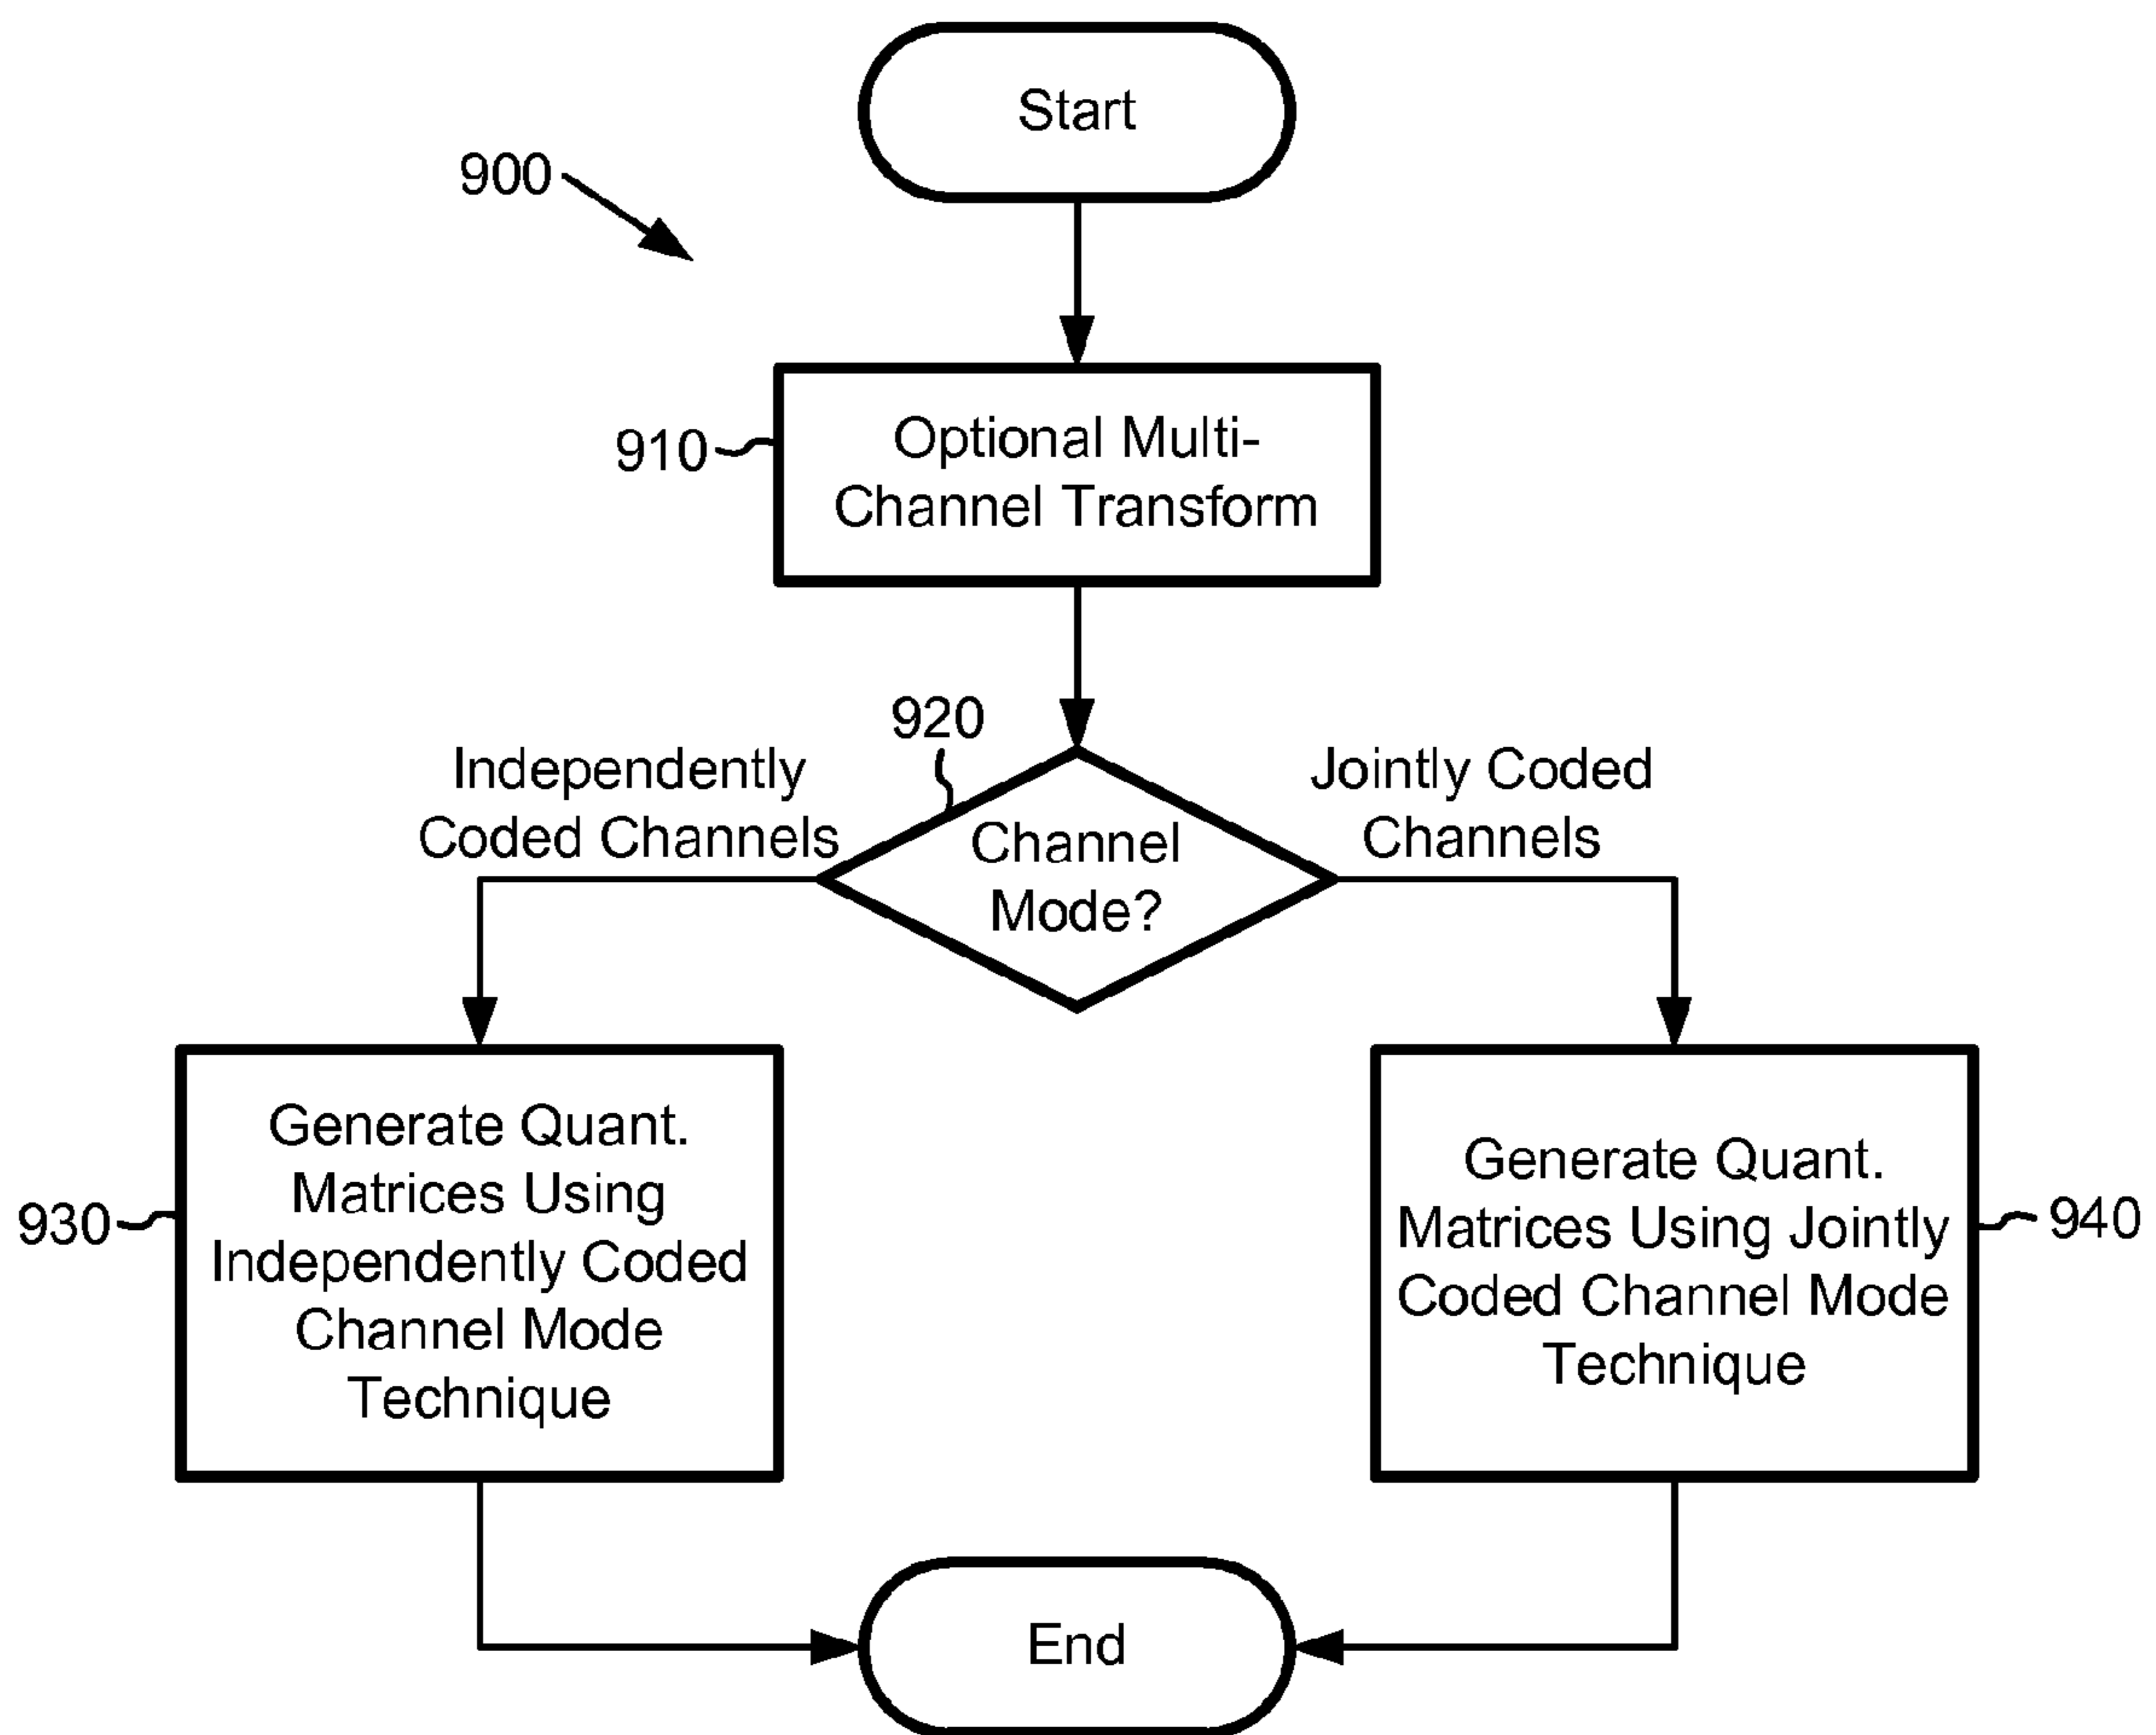 Start
900
910
Optional Multi-
Channel Transform
920
Independently
Coded Channels
Jointly Coded
Channels
Channel
Mode?
930
Generate Quant.
Matrices Using
Independently Coded
Channel Mode
Technique
Generate Quant.
Matrices Using Jointly
Coded Channel Mode
Technique
940
End